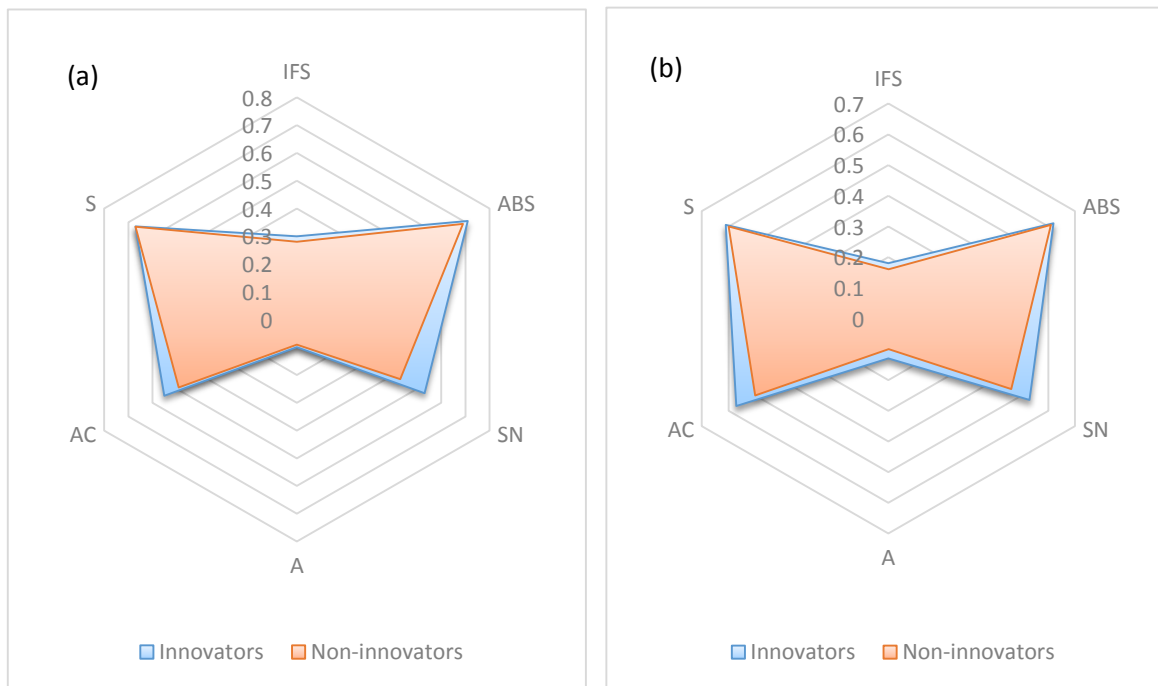 (a)
IFS
0.8
0.7
0.6
0.5
0.4
0.3
0.2
0.1
0
ABS
SN
A
AC
S
Innovators Non-innovators
(b)
IFS
0.7
0.6
0.5
0.4
0.3
0.2
0.1
0
ABS
SN
A
AC
S
Innovators Non-innovators